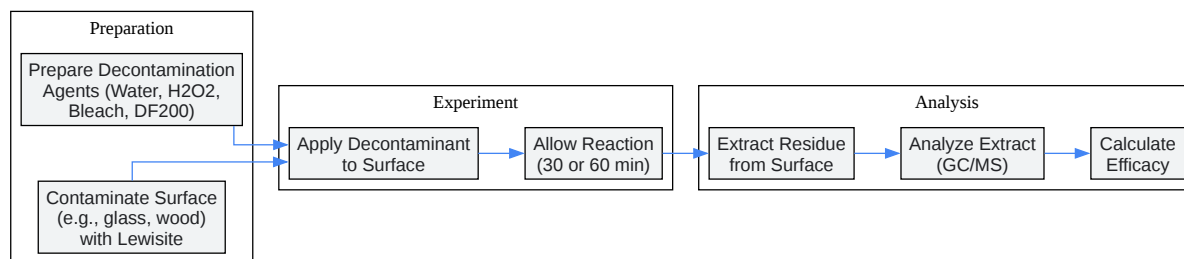 Preparation
Prepare Decontamination
Agents (Water, H2O2,
Bleach, DF200)
Contaminate Surface
(e.g., glass, wood)
with Lewisite
Experiment
Apply Decontaminant
to Surface
Allow Reaction
(30 or 60 min)
Analysis
Extract Residue
from Surface
Analyze Extract
(GC/MS)
Calculate
Efficacy